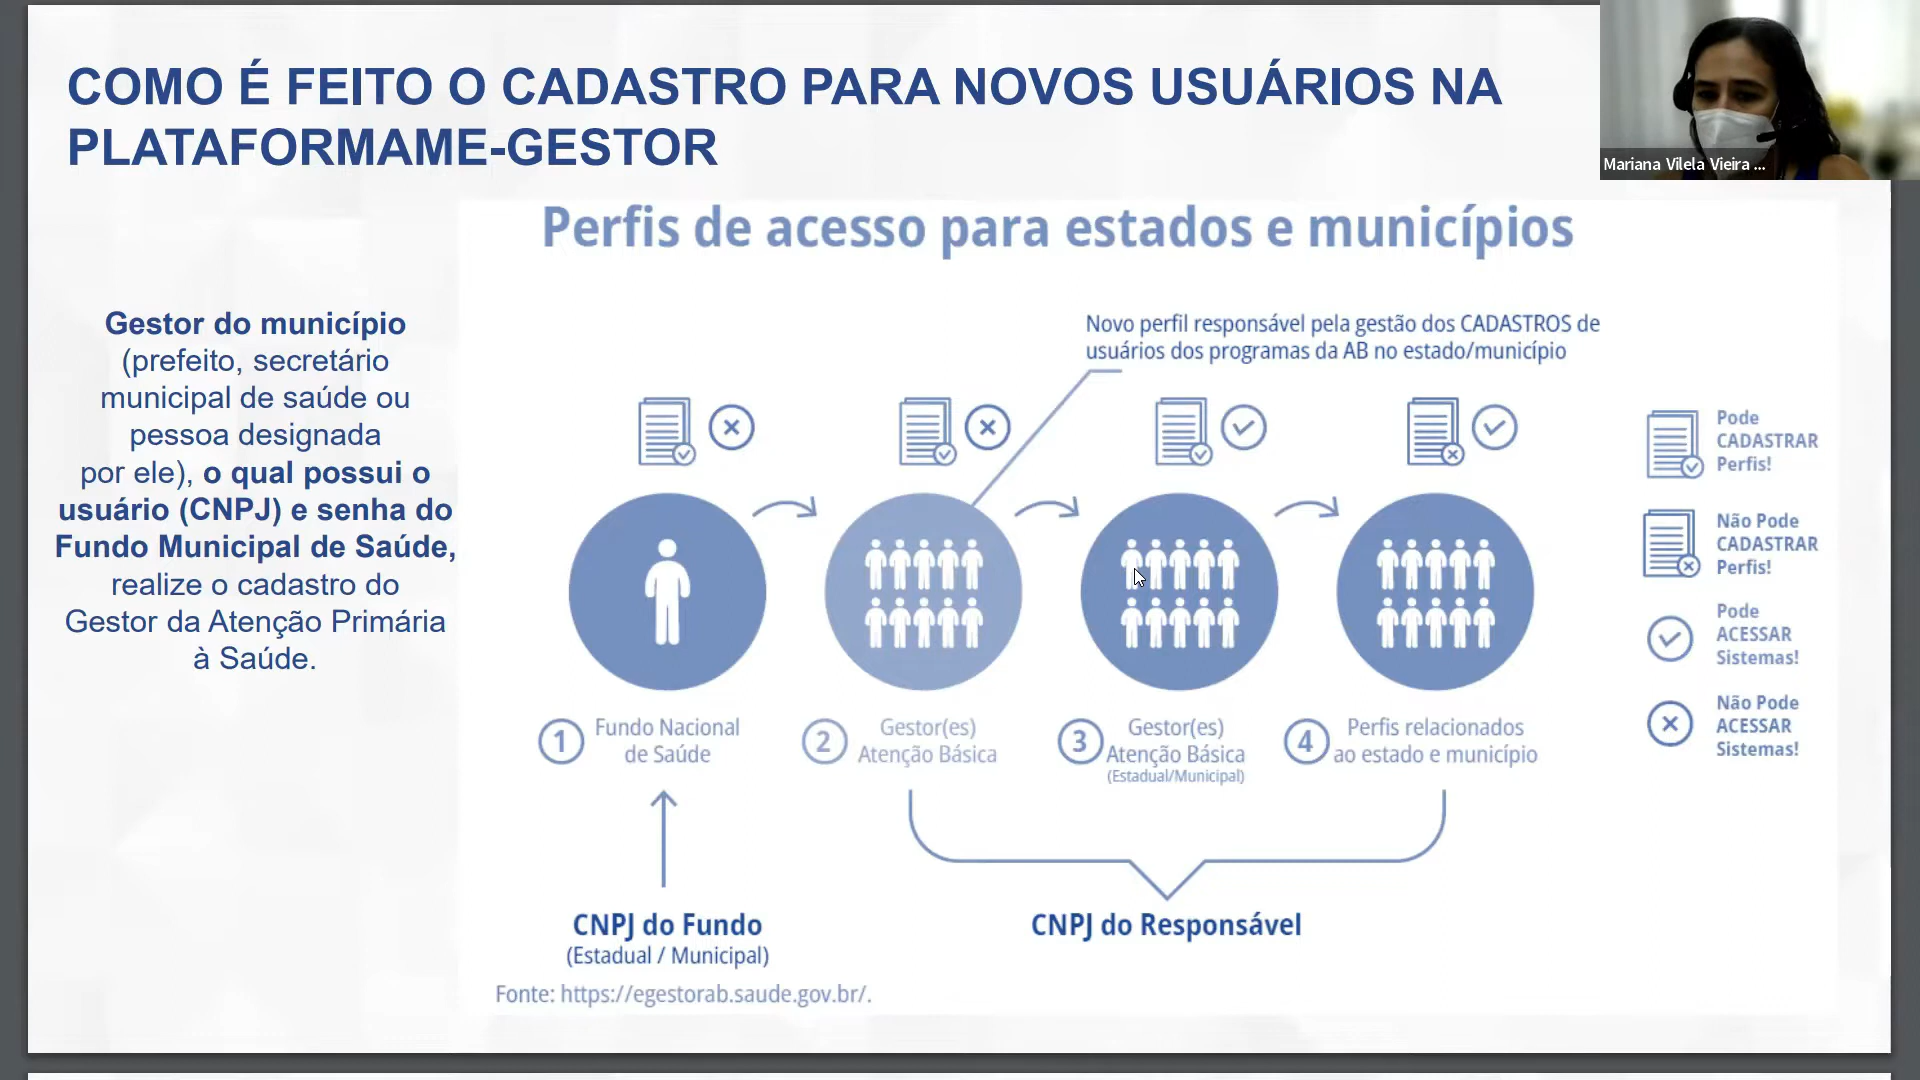 COMO É FEITO O CADASTRO PARA NOVOS USUÁRIOS NA
PLATAFORMAME-GESTOR
Mariana Vilela Vieira ...
Perfis de acesso para estados e municípios
Gestor do município
(prefeito, secretário
municipal de saúde ou
pessoa designada
por ele), o qual possui o
usuário (CNPJ) e senha do
Fundo Municipal de Saúde,
realize o cadastro do
Gestor da Atenção Primária
à Saúde.
Novo perfil responsável pela gestão dos CADASTROS de
usuários dos programas da AB no estado/município
Pode
CADASTRAR
Perfis!
Não Pode
CADASTRAR
Perfis!
Pode
ACESSAR
Sistemas!
Não Pode
ACESSAR
Sistemas!
1 Fundo Nacional
de Saúde
2 Gestor(es)
Atenção Básica
3 Gestor(es)
Atenção Básica
(Estadual/Municipal)
4 Perfis relacionados
ao estado e município
CNPJ do Fundo
(Estadual / Municipal)
CNPJ do Responsável
Fonte: https://egestorab.saude.gov.br/.